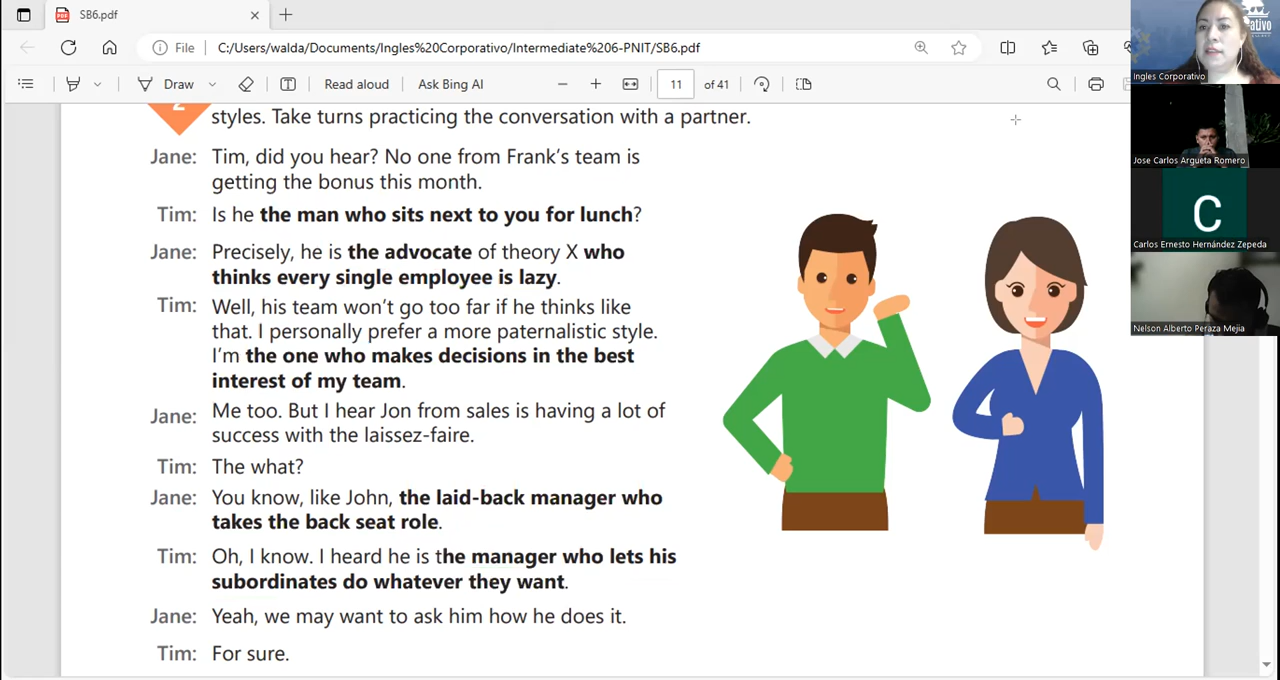 SB6.pdf
File
C:/Users/walda/Documents/Ingles%20Corporativo/Intermediate%206-PNIT/SB6.pdf
Draw
Read aloud
Ask Bing AI
11
of 41
2
styles. Take turns practicing the conversation with a partner.
Jane: Tim, did you hear? No one from Frank's team is
getting the bonus this month.
Tim: Is he the man who sits next to you for lunch?
Jane: Precisely, he is the advocate of theory X who
thinks every single employee is lazy.
Tim: Well, his team won't go too far if he thinks like
that. I personally prefer a more paternalistic style.
I'm the one who makes decisions in the best
interest of my team.
Jane: Me too. But I hear Jon from sales is having a lot of
success with the laissez-faire.
Tim: The what?
Jane: You know, like John, the laid-back manager who
takes the back seat role.
Tim: Oh, I know. I heard he is the manager who lets his
subordinates do whatever they want.
Jane: Yeah, we may want to ask him how he does it.
Tim: For sure.
Ingles Corporativo
Jose Carlos Argueta Romero
C
Carlos Ernesto Hernández Zepeda
Nelson Alberto Peraza Mejia